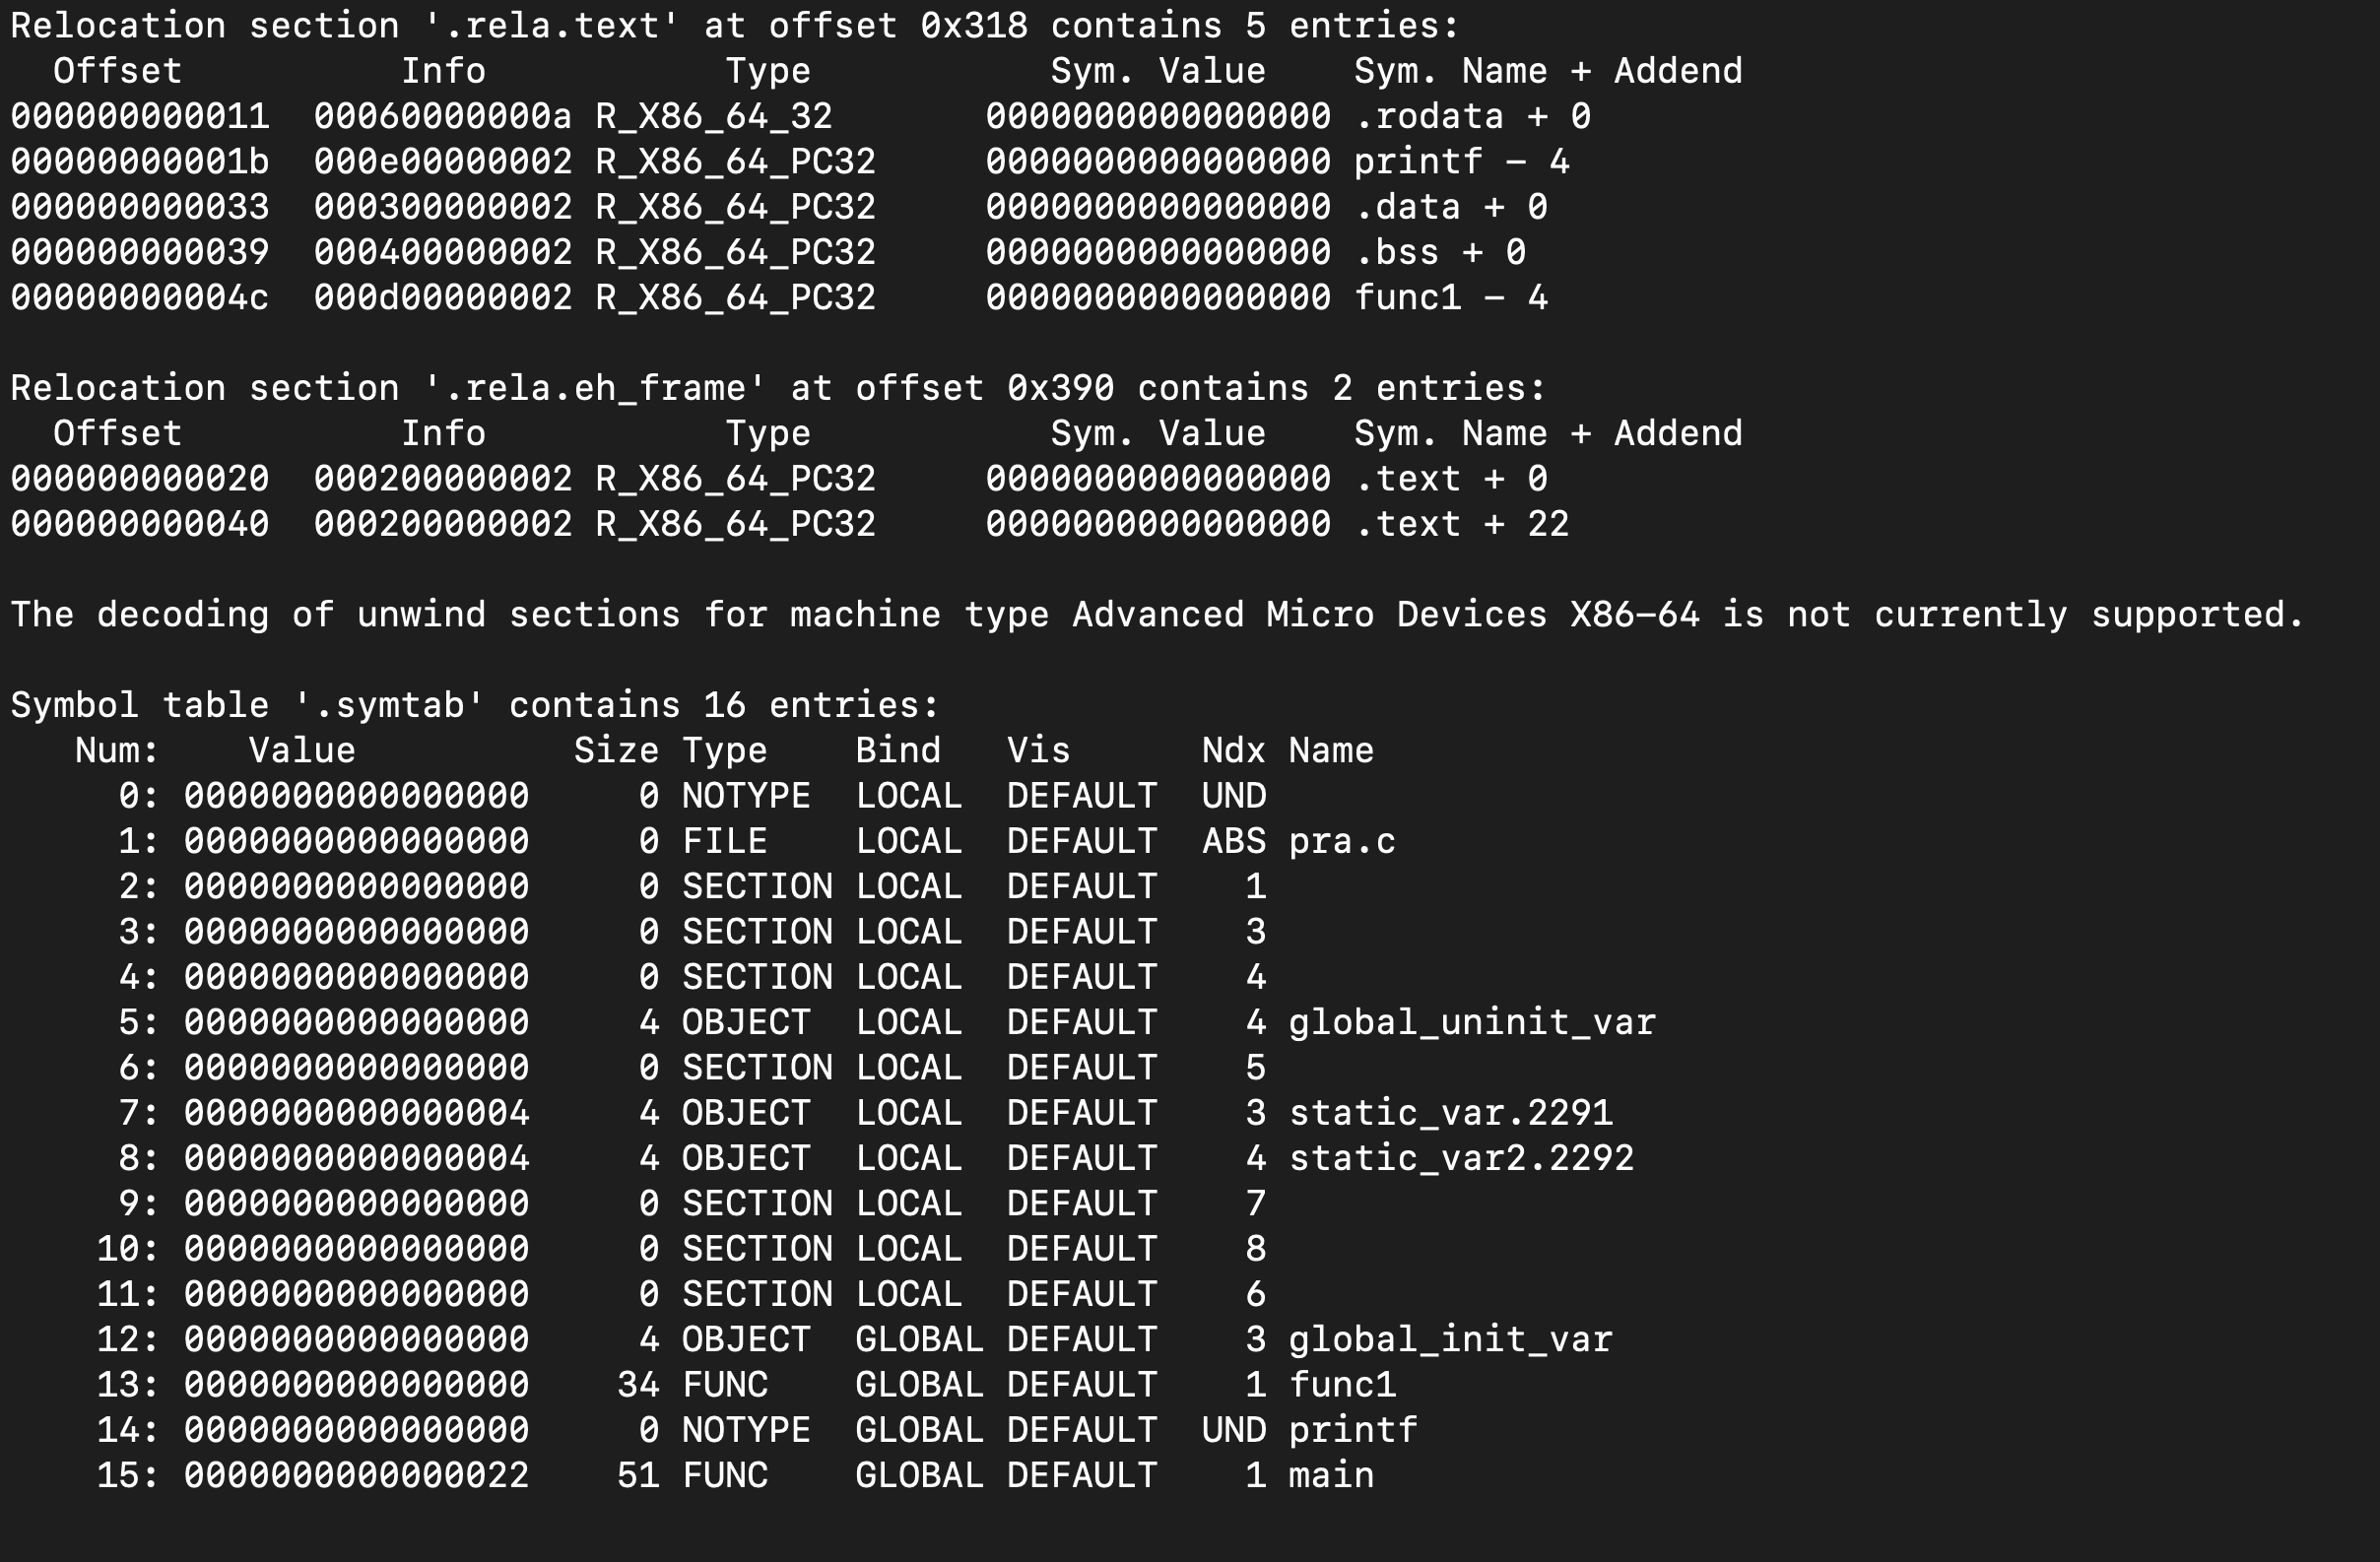 Relocation section '.rela.text' at offset 0x318 contains 5 entries:
  Offset          Info           Type           Sym. Value    Sym. Name + Addend
000000000011  00060000000a R_X86_64_32       0000000000000000 .rodata + 0
00000000001b  000e00000002 R_X86_64_PC32     0000000000000000 printf - 4
000000000033  000300000002 R_X86_64_PC32     0000000000000000 .data + 0
000000000039  000400000002 R_X86_64_PC32     0000000000000000 .bss + 0
00000000004c  000d00000002 R_X86_64_PC32     0000000000000000 func1 - 4

Relocation section '.rela.eh_frame' at offset 0x390 contains 2 entries:
  Offset          Info           Type           Sym. Value    Sym. Name + Addend
000000000020  000200000002 R_X86_64_PC32     0000000000000000 .text + 0
000000000040  000200000002 R_X86_64_PC32     0000000000000000 .text + 22

The decoding of unwind sections for machine type Advanced Micro Devices X86-64 is not currently supported.

Symbol table '.symtab' contains 16 entries:
   Num:    Value          Size Type    Bind   Vis      Ndx Name
     0: 0000000000000000     0 NOTYPE  LOCAL  DEFAULT  UND
     1: 0000000000000000     0 FILE    LOCAL  DEFAULT  ABS pra.c
     2: 0000000000000000     0 SECTION LOCAL  DEFAULT    1
     3: 0000000000000000     0 SECTION LOCAL  DEFAULT    3
     4: 0000000000000000     0 SECTION LOCAL  DEFAULT    4
     5: 0000000000000000     4 OBJECT  LOCAL  DEFAULT    4 global_uninit_var
     6: 0000000000000000     0 SECTION LOCAL  DEFAULT    5
     7: 0000000000000004     4 OBJECT  LOCAL  DEFAULT    3 static_var.2291
     8: 0000000000000004     4 OBJECT  LOCAL  DEFAULT    4 static_var2.2292
     9: 0000000000000000     0 SECTION LOCAL  DEFAULT    7
    10: 0000000000000000     0 SECTION LOCAL  DEFAULT    8
    11: 0000000000000000     0 SECTION LOCAL  DEFAULT    6
    12: 0000000000000000     4 OBJECT  GLOBAL DEFAULT    3 global_init_var
    13: 0000000000000000    34 FUNC    GLOBAL DEFAULT    1 func1
    14: 0000000000000000     0 NOTYPE  GLOBAL DEFAULT  UND printf
    15: 0000000000000022    51 FUNC    GLOBAL DEFAULT    1 main